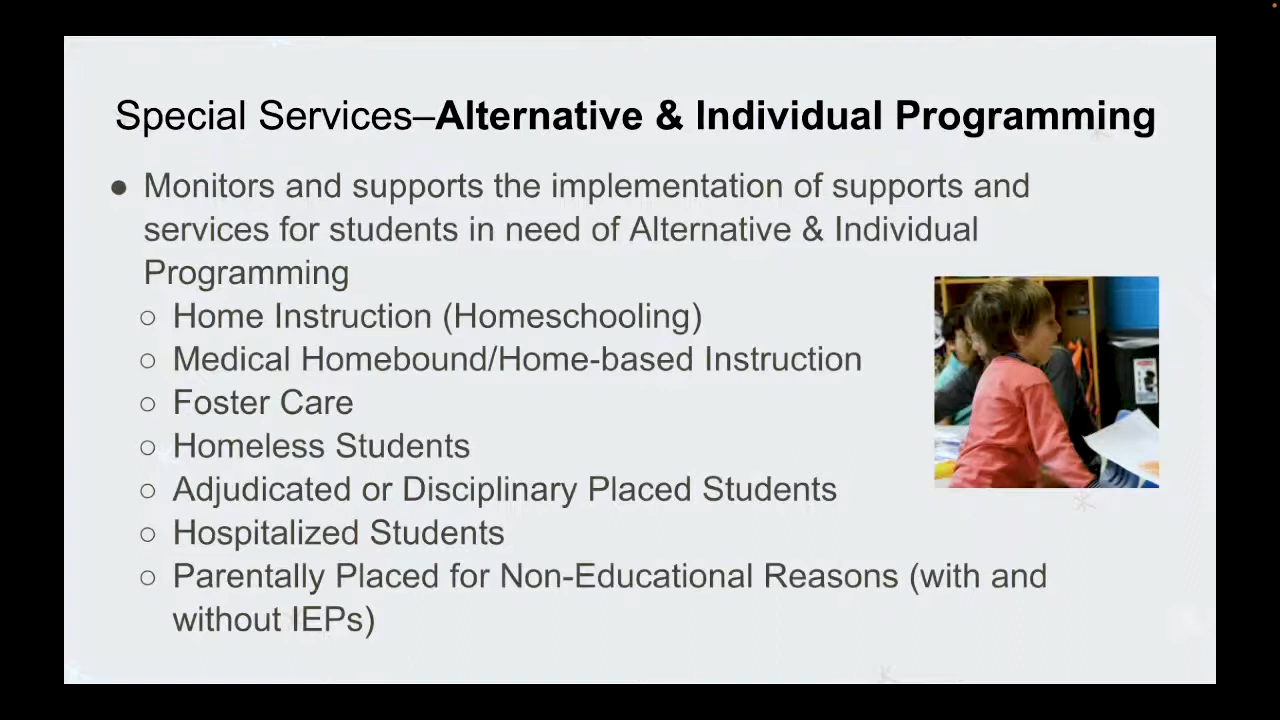 Special Services–Alternative & Individual Programming
● Monitors and supports the implementation of supports and
services for students in need of Alternative & Individual
Programming
○ Home Instruction (Homeschooling)
○ Medical Homebound/Home-based Instruction
○ Foster Care
○ Homeless Students
○ Adjudicated or Disciplinary Placed Students
○ Hospitalized Students
○ Parentally Placed for Non-Educational Reasons (with and
without IEPs)